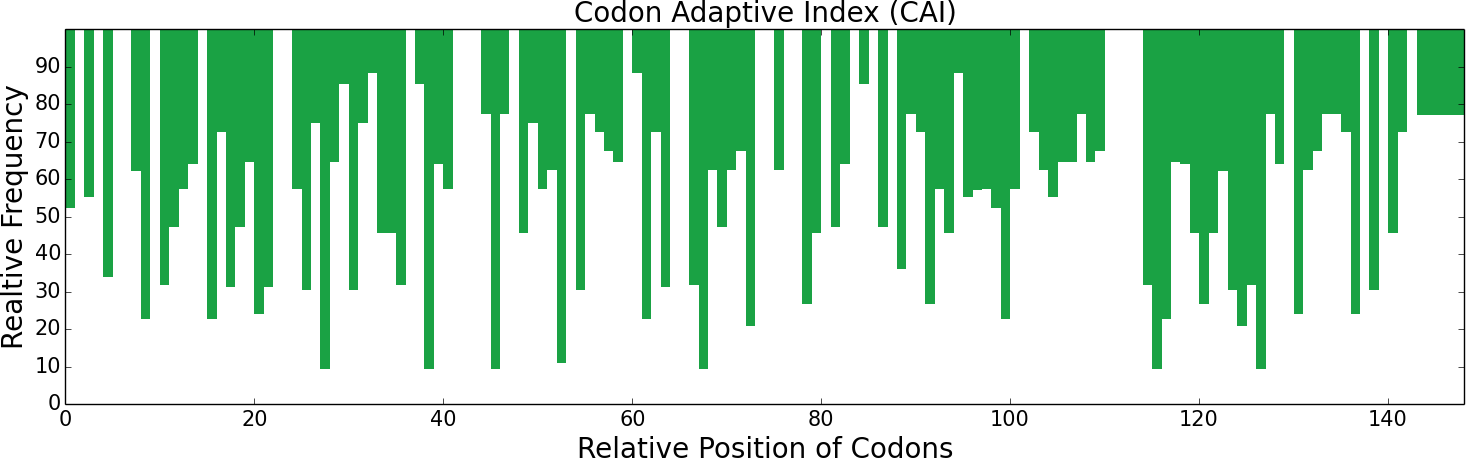 Codon Adaptive Index (CAI)
90
80
70
60
50
40
30
20
10
0
Realtive Frequency
0 20 40 60 80 100 120 140
Relative Position of Codons